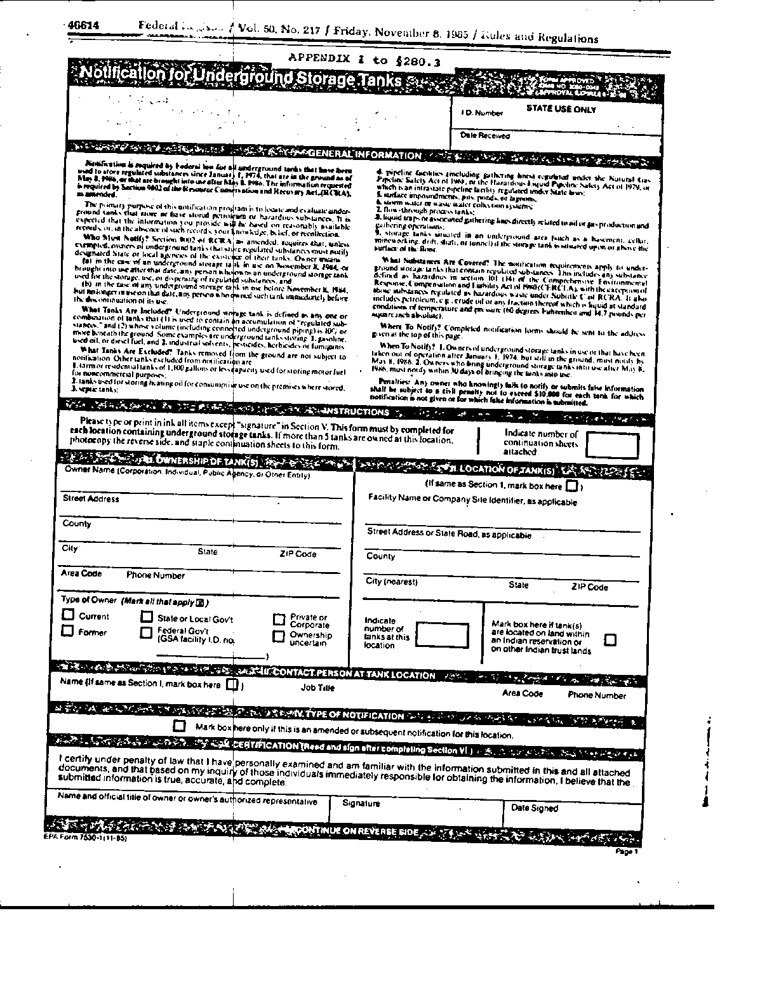 46614 Federal / Vol. 50, No. 217 / Friday, November 8, 1985 / Rules and Regulations
APPENDIX I to §280.3
Notification for Underground Storage Tanks
FORM APPROVED
STATE USE ONLY
I.D. Number
Date Received
GENERAL INFORMATION
Notification is required by Federal law for all underground tanks that have been
used to store regulated substances since January 1, 1974, that are in the ground as of
May 8, 1986, or that are brought into use after May 8, 1986. The information requested
is required by Section 9002 of the Resource Conservation and Recovery Act, (RCRA),
as amended.
The primary purpose of this notification program is to locate and evaluate under-
ground tanks that store or have stored petroleum or hazardous substances. It is
expected that the information you provide will be based on reasonably available
records, or, in the absence of such records, your knowledge, belief, or recollection.
Who Must Notify? Section 9002 of RCRA, as amended, requires that, unless
exempted, owners of underground tanks that store regulated substances must notify
designated State or local agencies of the existence of their tanks. Owner means
(a) in the case of an underground storage tank in use on November 8, 1984, or
brought into use after that date, any person who owns an underground storage tank
used for the storage, use, or dispensing of regulated substances, and
(b) in the case of any underground storage tank in use before November 8, 1984,
but no longer in use on that date, any person who owned such tank immediately before
the discontinuation of its use.
What Tanks Are Included? Underground storage tank is defined as any one or
combination of tanks that (1) is used to contain an accumulation of "regulated sub-
stances," and (2) whose volume (including connected underground piping) is 10% or
more beneath the ground. Some examples are underground tanks storing: 1. gasoline,
used oil, or diesel fuel, and 2. industrial solvents, pesticides, herbicides or fumigants.
What Tanks Are Excluded? Tanks removed from the ground are not subject to
notification. Other tanks excluded from notification are:
1. farm or residential tanks of 1,100 gallons or less capacity used for storing motor fuel
for noncommercial purposes;
2. tanks used for storing heating oil for consumptive use on the premises where stored;
3. septic tanks;
4. pipeline facilities (including gathering lines) regulated under the Natural Gas
Pipeline Safety Act of 1968, or the Hazardous Liquid Pipeline Safety Act of 1979, or
which is an intrastate pipeline facility regulated under State laws;
5. surface impoundments, pits, ponds, or lagoons;
6. storm water or waste water collection systems;
7. flow-through process tanks;
8. liquid traps or associated gathering lines directly related to oil or gas production and
gathering operations;
9. storage tanks situated in an underground area (such as a basement, cellar,
mineworking, drift, shaft, or tunnel) if the storage tank is situated upon or above the
surface of the floor.
What Substances Are Covered? The notification requirements apply to under-
ground storage tanks that contain regulated substances. This includes any substance
defined as hazardous in section 101 (14) of the Comprehensive Environmental
Response, Compensation and Liability Act of 1980 (CERCLA), with the exception of
those substances regulated as hazardous waste under Subtitle C of RCRA. It also
includes petroleum, e.g., crude oil or any fraction thereof which is liquid at standard
conditions of temperature and pressure (60 degrees Fahrenheit and 14.7 pounds per
square inch absolute).
Where To Notify? Completed notification forms should be sent to the address
given at the top of this page.
When To Notify? 1. Owners of underground storage tanks in use or that have been
taken out of operation after January 1, 1974, but still in the ground, must notify by
May 8, 1986. 2. Owners who bring underground storage tanks into use after May 8,
1986, must notify within 30 days of bringing the tanks into use.
Penalties: Any owner who knowingly fails to notify or submits false information
shall be subject to a civil penalty not to exceed $10,000 for each tank for which
notification is not given or for which false information is submitted.
INSTRUCTIONS
Please type or print in ink all items except "signature" in Section V. This form must be completed for
each location containing underground storage tanks. If more than 5 tanks are owned at this location,
photocopy the reverse side, and staple continuation sheets to this form.
Indicate number of
continuation sheets
attached
I. OWNERSHIP OF TANK(S)
Owner Name (Corporation, Individual, Public Agency, or Other Entity)
Street Address
County
City State ZIP Code
Area Code Phone Number
Type of Owner (Mark all that apply ☒)
Current
Former
State or Local Gov't
Federal Gov't
(GSA facility I.D. no.
)
Private or
Corporate
Ownership
uncertain
II. LOCATION OF TANK(S)
(If same as Section 1, mark box here )
Facility Name or Company Site Identifier, as applicable
Street Address or State Road, as applicable
County
City (nearest) State ZIP Code
Indicate
number of
tanks at this
location
Mark box here if tank(s)
are located on land within
an Indian reservation or
on other Indian trust lands
III. CONTACT PERSON AT TANK LOCATION
Name (If same as Section I, mark box here ) Job Title Area Code Phone Number
IV. TYPE OF NOTIFICATION
Mark box here only if this is an amended or subsequent notification for this location.
V. CERTIFICATION (Read and sign after completing Section VI.)
I certify under penalty of law that I have personally examined and am familiar with the information submitted in this and all attached
documents, and that based on my inquiry of those individuals immediately responsible for obtaining the information, I believe that the
submitted information is true, accurate, and complete.
Name and official title of owner or owner's authorized representative
Signature
Date Signed
CONTINUE ON REVERSE SIDE
EPA Form 7530-1(11-85)
Page 1